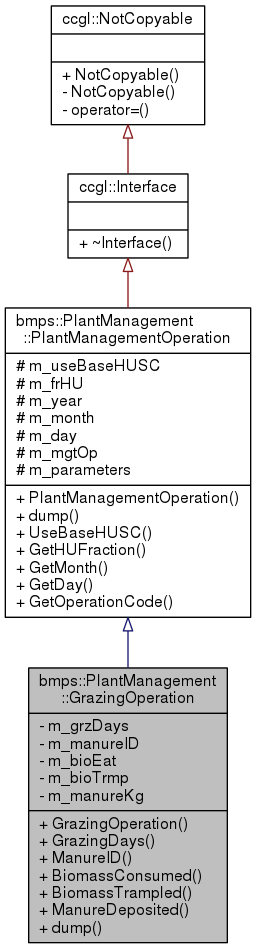 ccgl::NotCopyable
+ NotCopyable()
- NotCopyable()
- operator=()
ccgl::Interface
+ ~Interface()
bmps::PlantManagement
::PlantManagementOperation
# m_useBaseHUSC
# m_frHU
# m_year
# m_month
# m_day
# m_mgtOp
# m_parameters
+ PlantManagementOperation()
+ dump()
+ UseBaseHUSC()
+ GetHUFraction()
+ GetMonth()
+ GetDay()
+ GetOperationCode()
bmps::PlantManagement
::GrazingOperation
- m_grzDays
- m_manureID
- m_bioEat
- m_bioTrmp
- m_manureKg
+ GrazingOperation()
+ GrazingDays()
+ ManureID()
+ BiomassConsumed()
+ BiomassTrampled()
+ ManureDeposited()
+ dump()